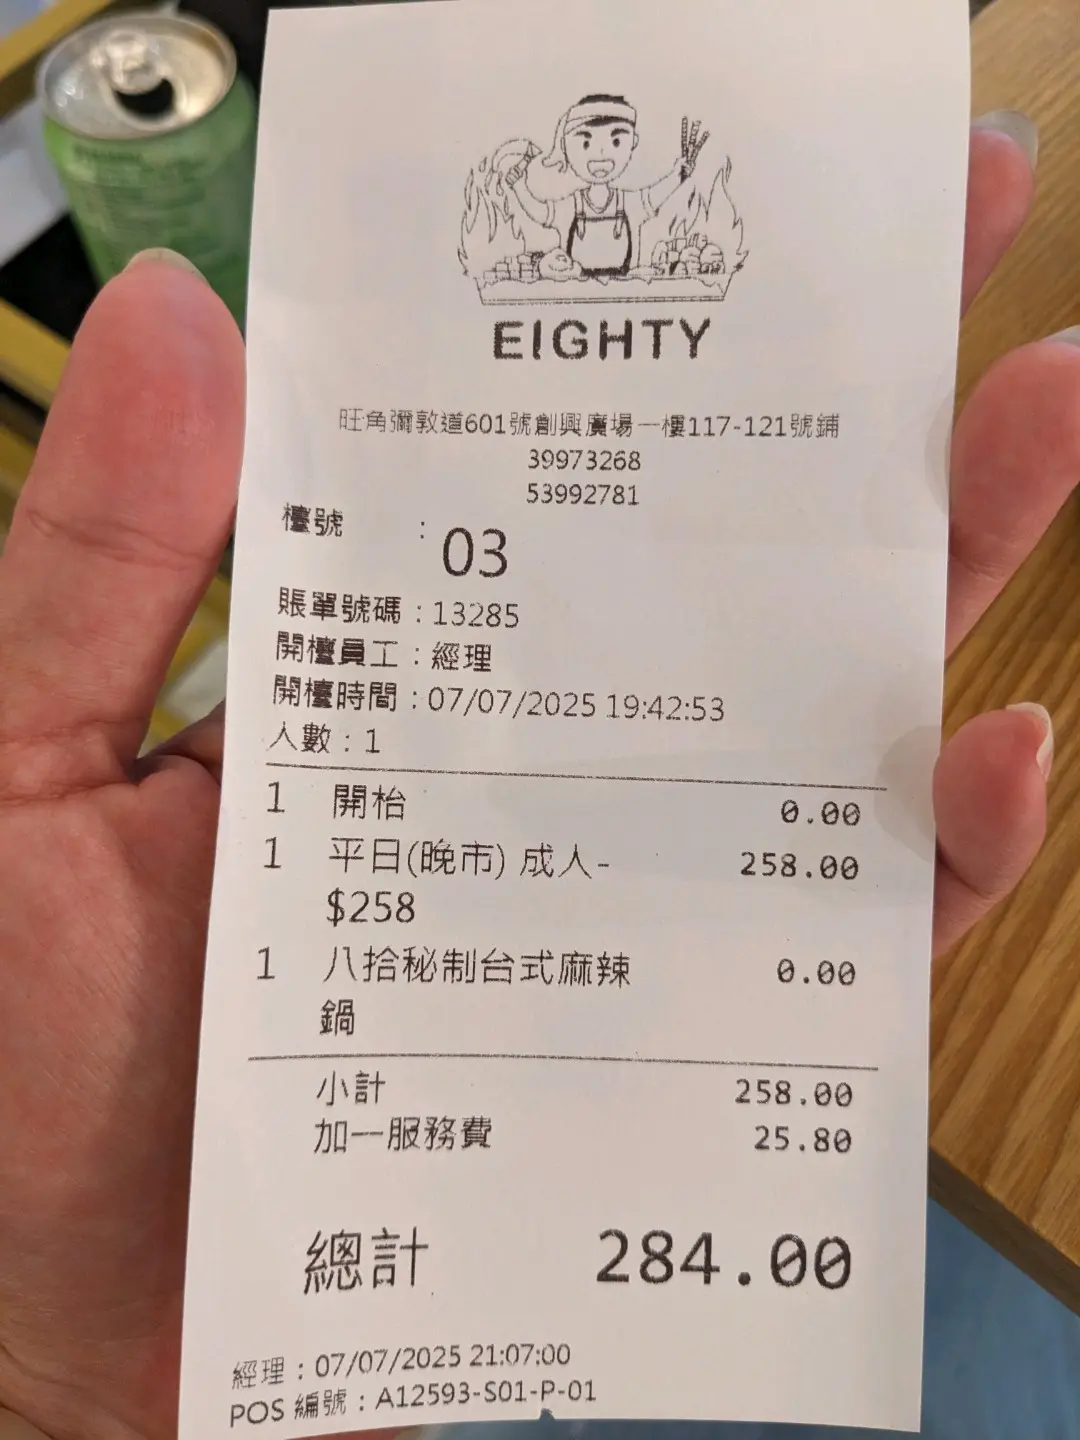 EIGHTY
旺角彌敦道601號創興廣場一樓117-121號鋪
39973268
53992781
檯號 : 03
賬單號碼 : 13285
開檯員工 : 經理
開檯時間 : 07/07/2025 19:42:53
人數 : 1
1 開枱 0.00
1 平日(晚市) 成人- 258.00
$258
1 八拾秘制台式麻辣 0.00
鍋
小計 258.00
加一服務費 25.80
總計 284.00
經理 : 07/07/2025 21:07:00
POS 編號 : A12593-S01-P-01